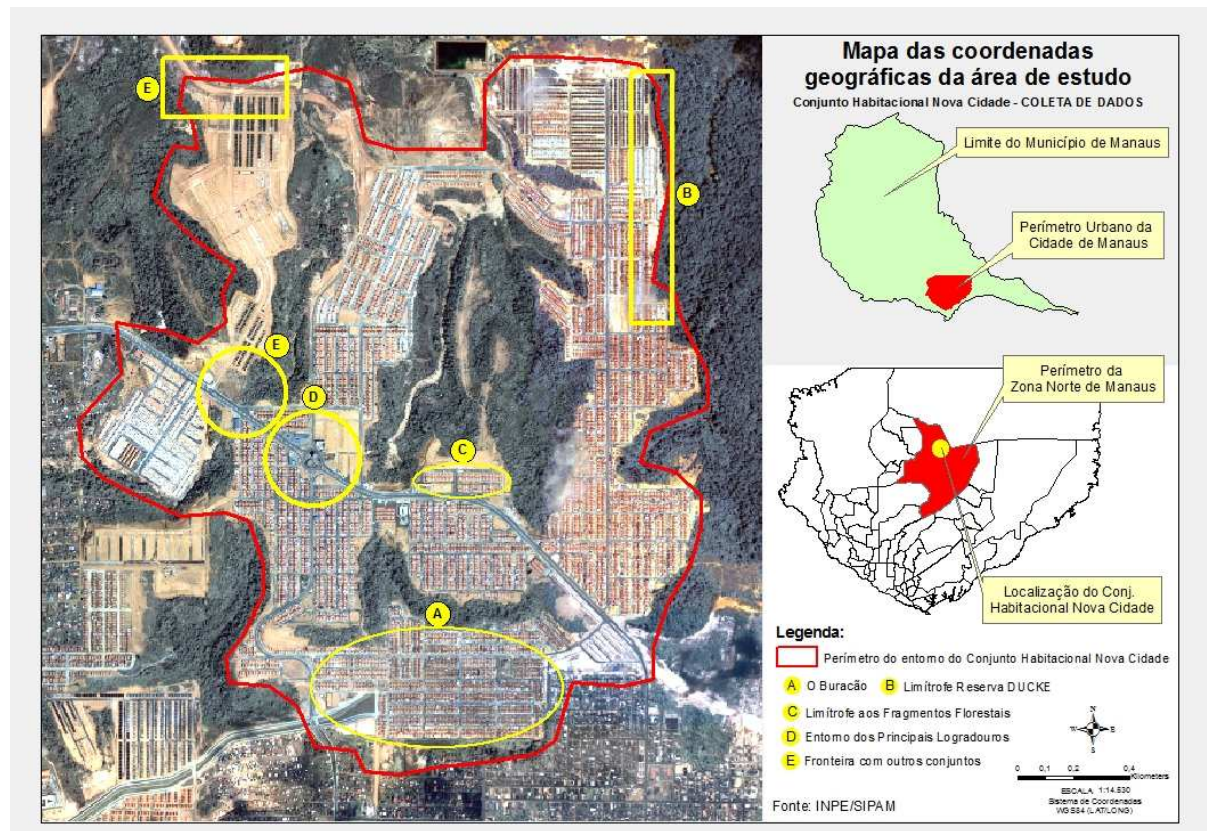 Mapa das coordenadas
geográficas da área de estudo
Conjunto Habitacional Nova Cidade - COLETA DE DADOS
Limite do Município de Manaus
Perímetro Urbano da
Cidade de Manaus
Perímetro da
Zona Norte de Manaus
Localização do Conj.
Habitacional Nova Cidade
E
B
E
D
C
A
Legenda:
Perímetro do entorno do Conjunto Habitacional Nova Cidade
A O Buracão B Limítrofe Reserva DUCKE
C Limítrofe aos Fragmentos Florestais
D Entorno dos Principais Logradouros
E Fronteira com outros conjuntos
N
W E
S
0 0,1 0,2 0,4
Kilometers
ESCALA 1:14.530
Sistema de Coordenadas
WGS84 (LAT/LONG)
Fonte: INPE/SIPAM